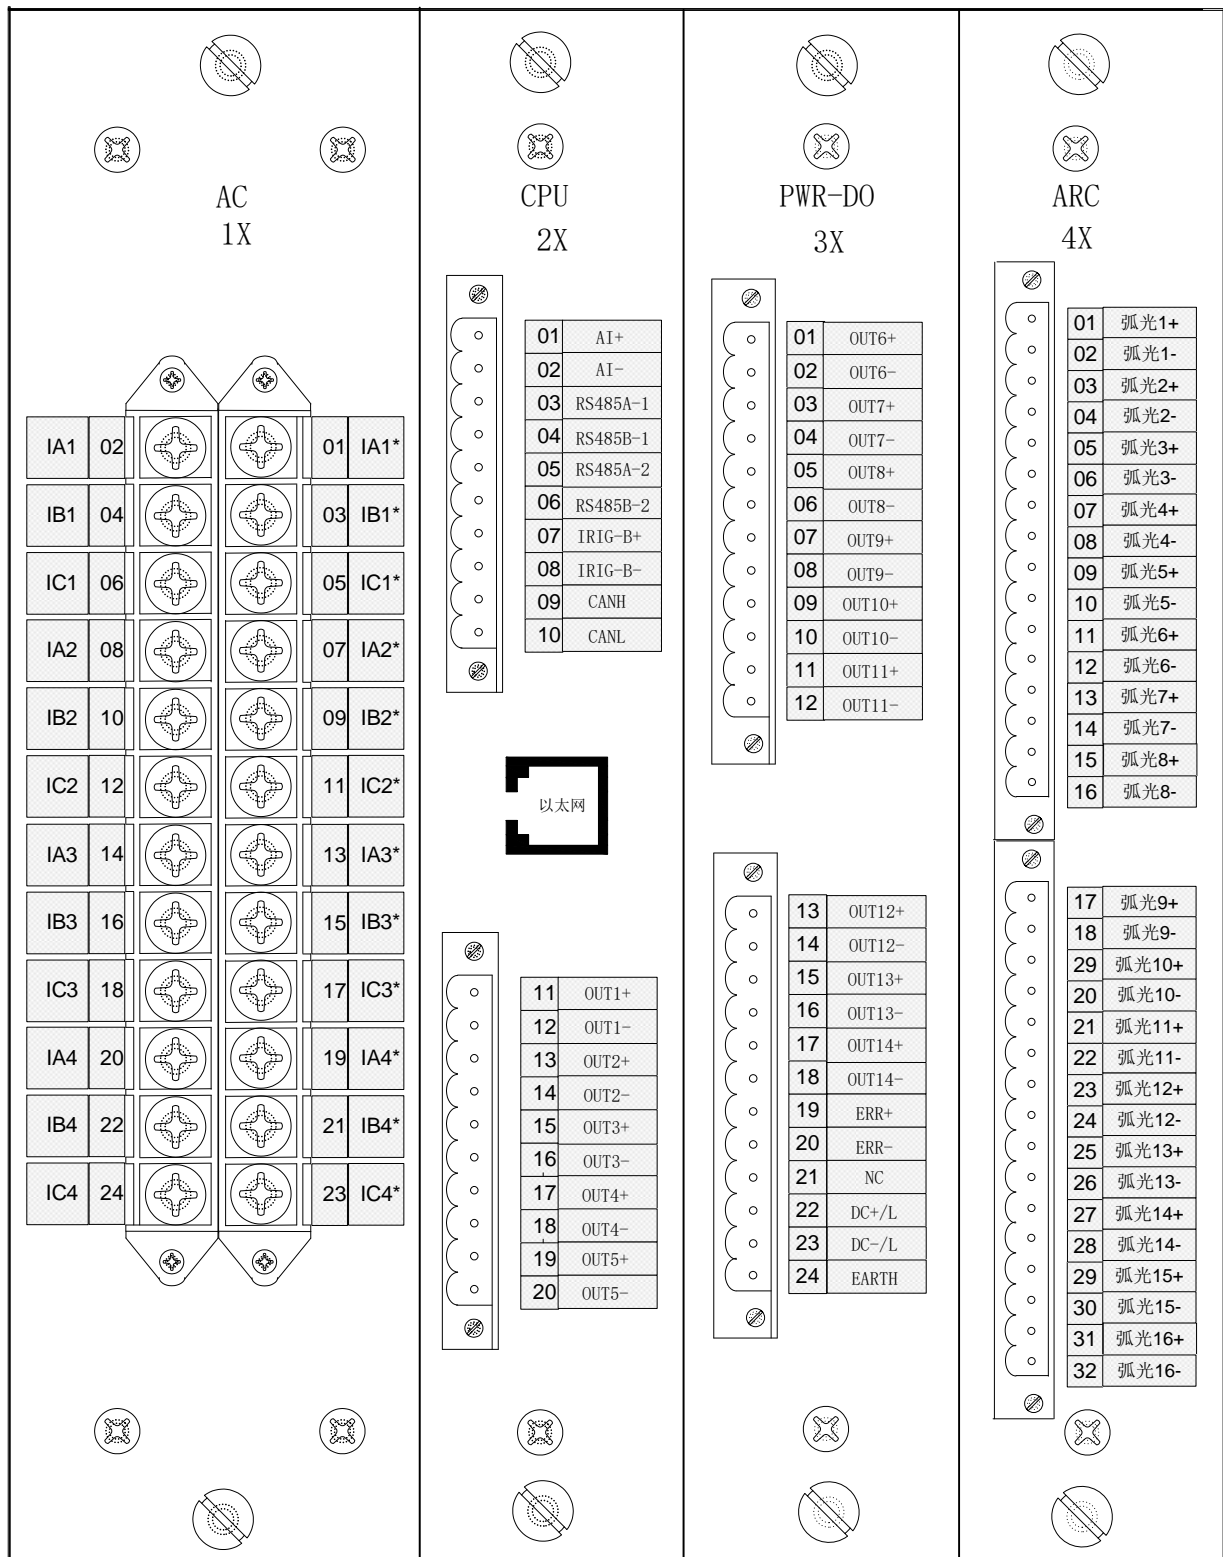 AC
1X
IA1 02 01 IA1*
IB1 04 03 IB1*
IC1 06 05 IC1*
IA2 08 07 IA2*
IB2 10 09 IB2*
IC2 12 11 IC2*
IA3 14 13 IA3*
IB3 16 15 IB3*
IC3 18 17 IC3*
IA4 20 19 IA4*
IB4 22 21 IB4*
IC4 24 23 IC4*
CPU
2X
01 AI+
02 AI-
03 RS485A-1
04 RS485B-1
05 RS485A-2
06 RS485B-2
07 IRIG-B+
08 IRIG-B-
09 CANH
10 CANL
以太网
11 OUT1+
12 OUT1-
13 OUT2+
14 OUT2-
15 OUT3+
16 OUT3-
17 OUT4+
18 OUT4-
19 OUT5+
20 OUT5-
PWR-DO
3X
01 OUT6+
02 OUT6-
03 OUT7+
04 OUT7-
05 OUT8+
06 OUT8-
07 OUT9+
08 OUT9-
09 OUT10+
10 OUT10-
11 OUT11+
12 OUT11-
13 OUT12+
14 OUT12-
15 OUT13+
16 OUT13-
17 OUT14+
18 OUT14-
19 ERR+
20 ERR-
21 NC
22 DC+/L
23 DC-/L
24 EARTH
ARC
4X
01 弧光1+
02 弧光1-
03 弧光2+
04 弧光2-
05 弧光3+
06 弧光3-
07 弧光4+
08 弧光4-
09 弧光5+
10 弧光5-
11 弧光6+
12 弧光6-
13 弧光7+
14 弧光7-
15 弧光8+
16 弧光8-
17 弧光9+
18 弧光9-
29 弧光10+
20 弧光10-
21 弧光11+
22 弧光11-
23 弧光12+
24 弧光12-
25 弧光13+
26 弧光13-
27 弧光14+
28 弧光14-
29 弧光15+
30 弧光15-
31 弧光16+
32 弧光16-